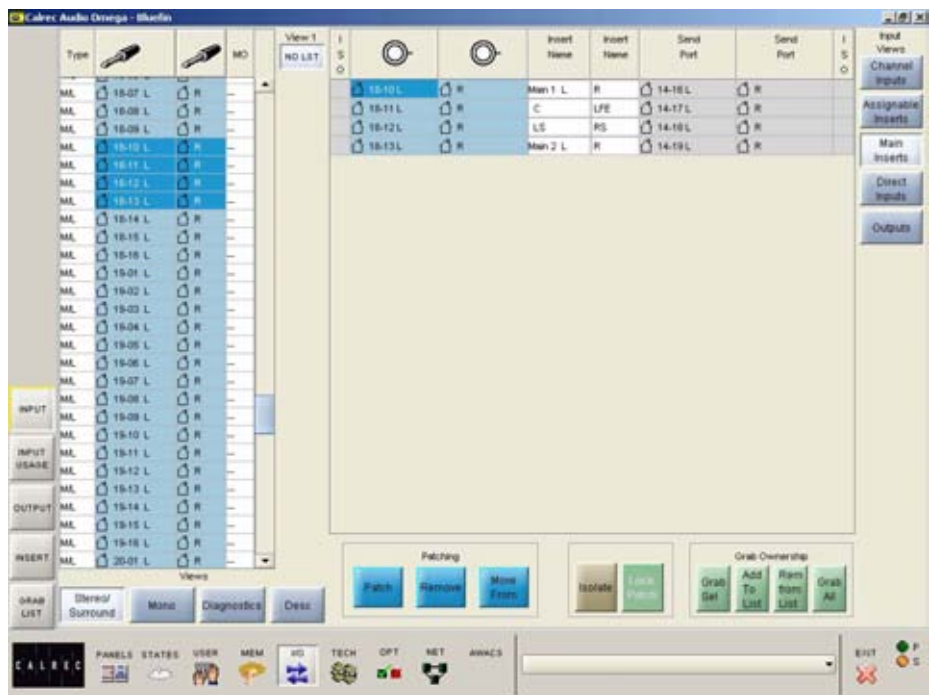 Calrec Audio Omega - Bluefin
Type MO
M/L 18-07 L R --
M/L 18-08 L R --
M/L 18-09 L R --
M/L 18-10 L R --
M/L 18-11 L R --
M/L 18-12 L R --
M/L 18-13 L R --
M/L 18-14 L R --
M/L 18-15 L R --
M/L 18-16 L R --
M/L 19-01 L R --
M/L 19-02 L R --
M/L 19-03 L R --
M/L 19-04 L R --
M/L 19-05 L R --
M/L 19-06 L R --
M/L 19-07 L R --
M/L 19-08 L R --
M/L 19-09 L R --
M/L 19-10 L R --
M/L 19-11 L R --
M/L 19-12 L R --
M/L 19-13 L R --
M/L 19-14 L R --
M/L 19-15 L R --
M/L 19-16 L R --
M/L 20-01 L R --
View 1
NO LST
I S O
Insert Name
Insert Name
Send Port
Send Port
I S O
18-10 L R Main 1 L R 14-16 L R
18-11 L R C LFE 14-17 L R
18-12 L R LS RS 14-18 L R
18-13 L R Main 2 L R 14-19 L R
Input
Views
Channel
Inputs
Assignable
Inserts
Main
Inserts
Direct
Inputs
Outputs
INPUT
INPUT
USAGE
OUTPUT
INSERT
GRAB
LIST
Views
Stereo/
Surround
Mono
Diagnostics
Desc
Patching
Patch
Remove
Move
From
Isolate
Lock
Patch
Grab Ownership
Grab
Sel
Add
To
List
Rem
from
List
Grab
All
CALREC
PANELS STATES USER MEM I/O TECH OPT NET AWACS
EXIT
P
S